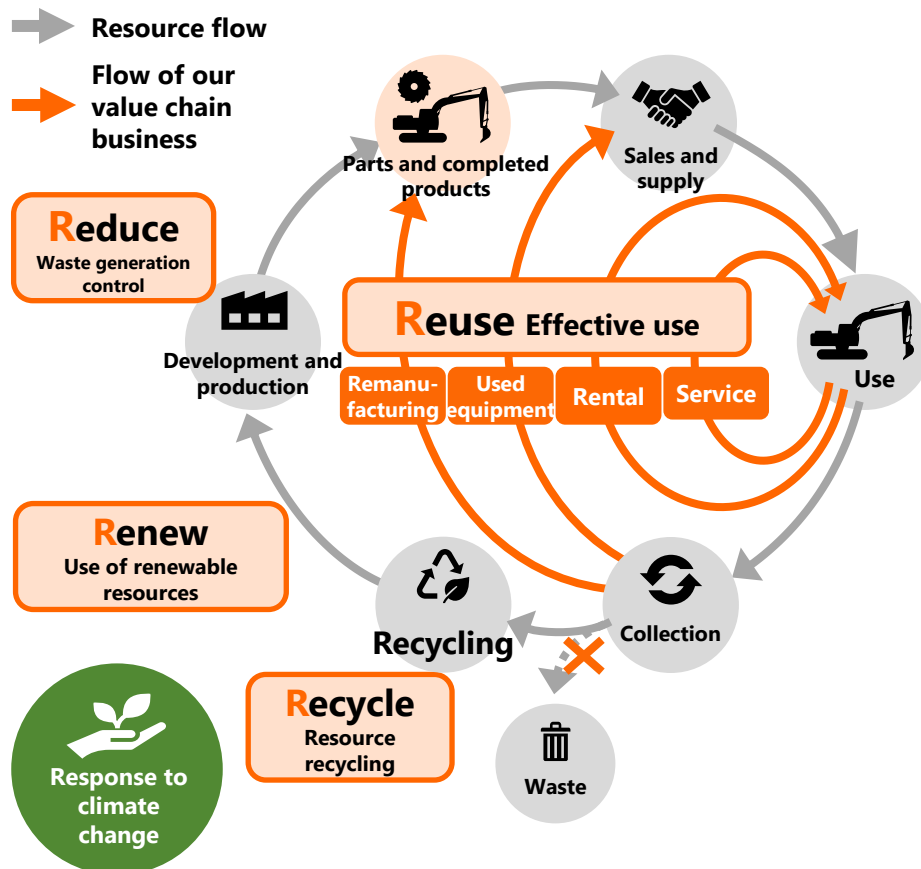 Resource flow
Flow of our
value chain
business
Parts and completed
products
Sales and
supply
Reduce
Waste generation
control
Development and
production
Reuse Effective use
Remanu-
facturing
Used
equipment
Rental
Service
Use
Renew
Use of renewable
resources
Recycling
Collection
Recycle
Resource
recycling
Waste
Response to
climate
change